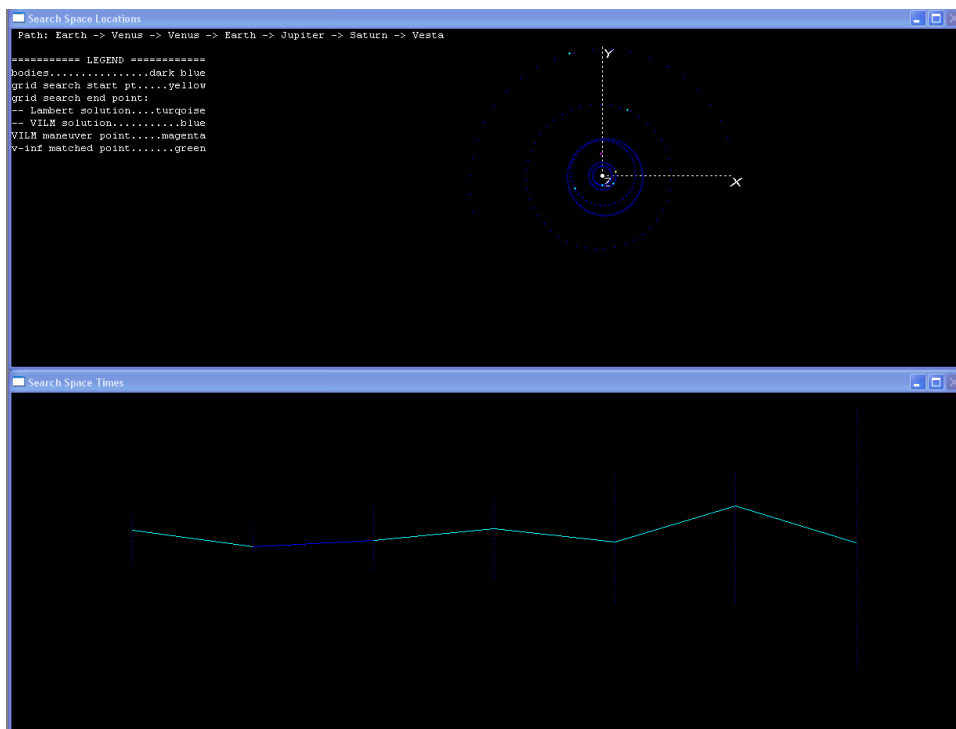 Search Space Locations
Path: Earth -> Venus -> Venus -> Earth -> Jupiter -> Saturn -> Vesta
=========== LEGEND ============
bodies................dark blue
grid search start pt.....yellow
grid search end point:
-- Lambert solution....turqoise
-- VILM solution...........blue
VILM maneuver point.....magenta
v-inf matched point.......green
Y
Z
X
Search Space Times